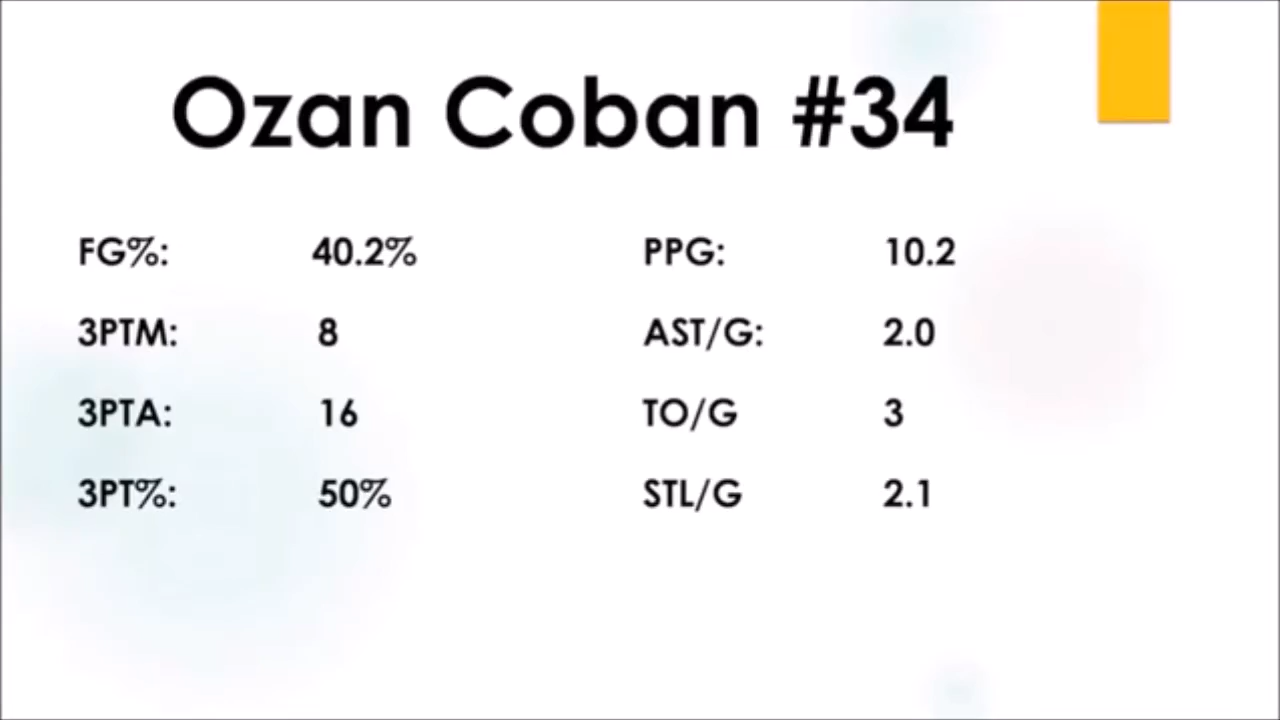 Ozan Coban #34
FG%: 40.2% PPG: 10.2
3PTM: 8 AST/G: 2.0
3PTA: 16 TO/G 3
3PT%: 50% STL/G 2.1